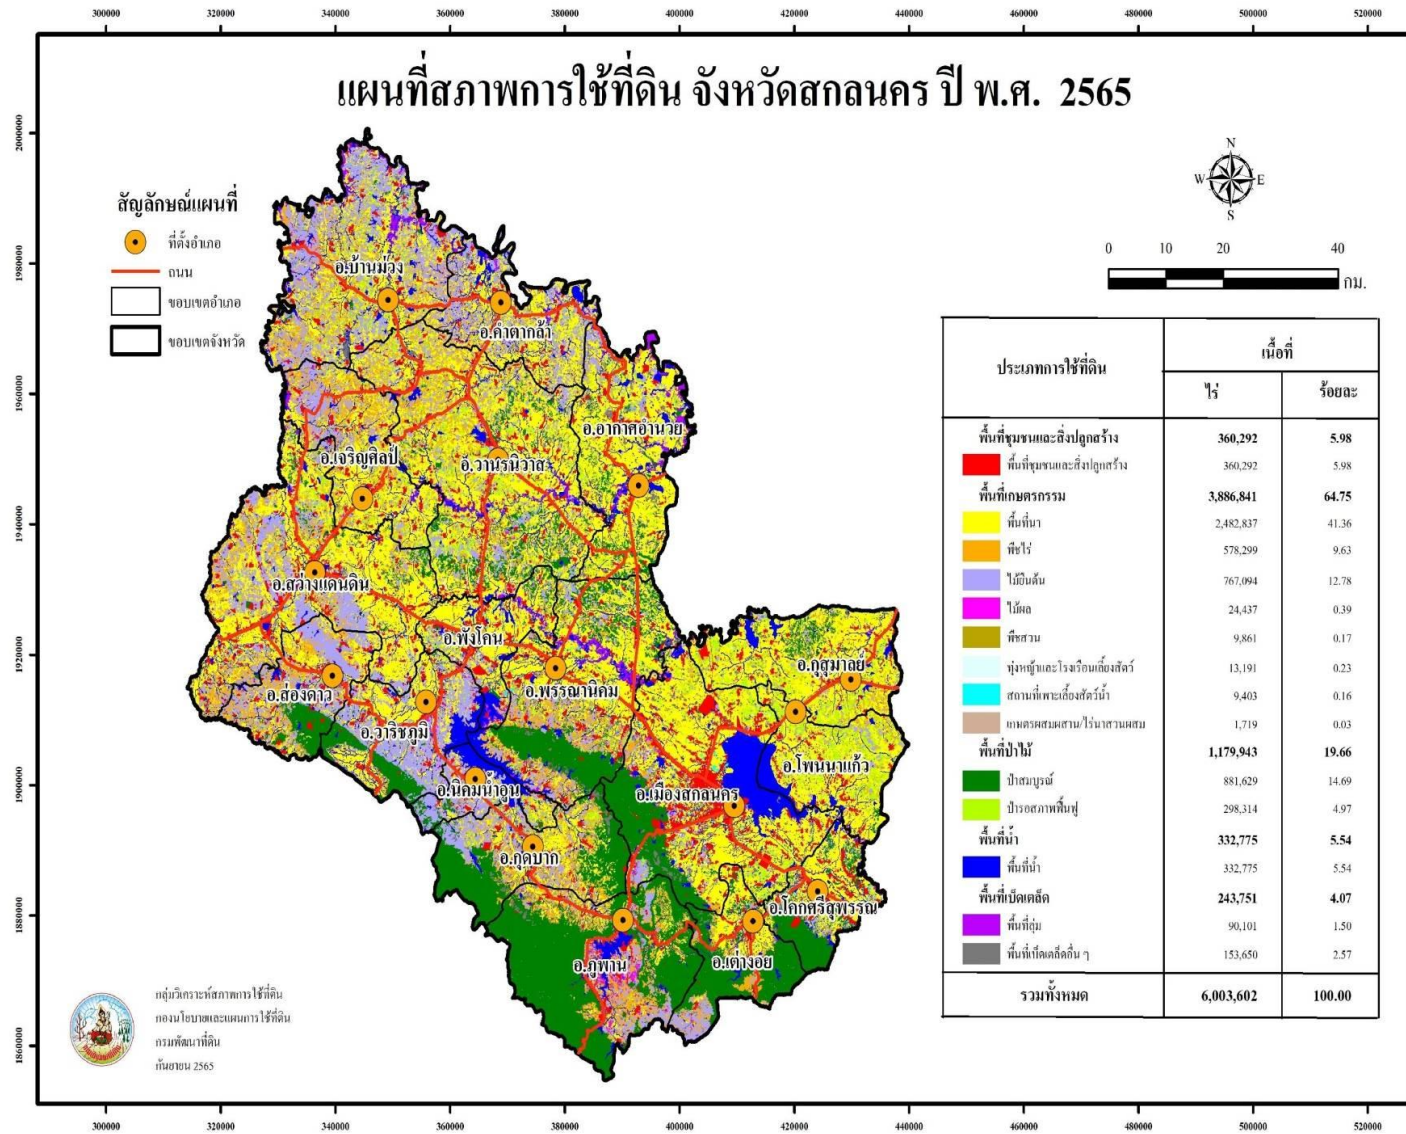 300000 320000 340000 360000 380000 400000 420000 440000 460000 480000 500000 520000
แผนที่สภาพการใช้ที่ดิน จังหวัดสกลนคร ปี พ.ศ. 2565
N
W E
S
0 10 20 40
กม.
สัญลักษณ์แผนที่
ที่ตั้งอำเภอ
ถนน
ขอบเขตอำเภอ
ขอบเขตจังหวัด
2000000
1980000
1960000
1940000
1920000
1900000
1880000
1860000
อ.บ้านม่วง
อ.คำตากล้า
อ.อากาศอำนวย
อ.เจริญศิลป์
อ.วานรนิวาส
อ.สว่างแดนดิน
อ.พังโคน
อ.กุสุมาลย์
อ.ส่องดาว
อ.พรรณานิคม
อ.วาริชภูมิ
อ.โพนนาแก้ว
อ.นิคมน้ำอูน
อ.เมืองสกลนคร
อ.กุดบาก
อ.โคกศรีสุพรรณ
อ.ภูพาน
อ.เต่างอย
ประเภทการใช้ที่ดิน เนื้อที่
ไร่ ร้อยละ
พื้นที่ชุมชนและสิ่งปลูกสร้าง 360,292 5.98
พื้นที่ชุมชนและสิ่งปลูกสร้าง 360,292 5.98
พื้นที่เกษตรกรรม 3,886,841 64.75
พื้นที่นา 2,482,837 41.36
พืชไร่ 578,299 9.63
ไม้ยืนต้น 767,094 12.78
ไม้ผล 24,437 0.39
พืชสวน 9,861 0.17
ทุ่งหญ้าและโรงเรือนเลี้ยงสัตว์ 13,191 0.23
สถานที่เพาะเลี้ยงสัตว์น้ำ 9,403 0.16
เกษตรผสมผสาน/ไร่นาสวนผสม 1,719 0.03
พื้นที่ป่าไม้ 1,179,943 19.66
ป่าสมบูรณ์ 881,629 14.69
ป่ารอสภาพฟื้นฟู 298,314 4.97
พื้นที่น้ำ 332,775 5.54
พื้นที่น้ำ 332,775 5.54
พื้นที่เบ็ดเตล็ด 243,751 4.07
พื้นที่ลุ่ม 90,101 1.50
พื้นที่เบ็ดเตล็ดอื่น ๆ 153,650 2.57
รวมทั้งหมด 6,003,602 100.00
กลุ่มวิเคราะห์สภาพการใช้ที่ดิน
กองนโยบายและแผนการใช้ที่ดิน
กรมพัฒนาที่ดิน
กันยายน 2565
300000 320000 340000 360000 380000 400000 420000 440000 460000 480000 500000 520000